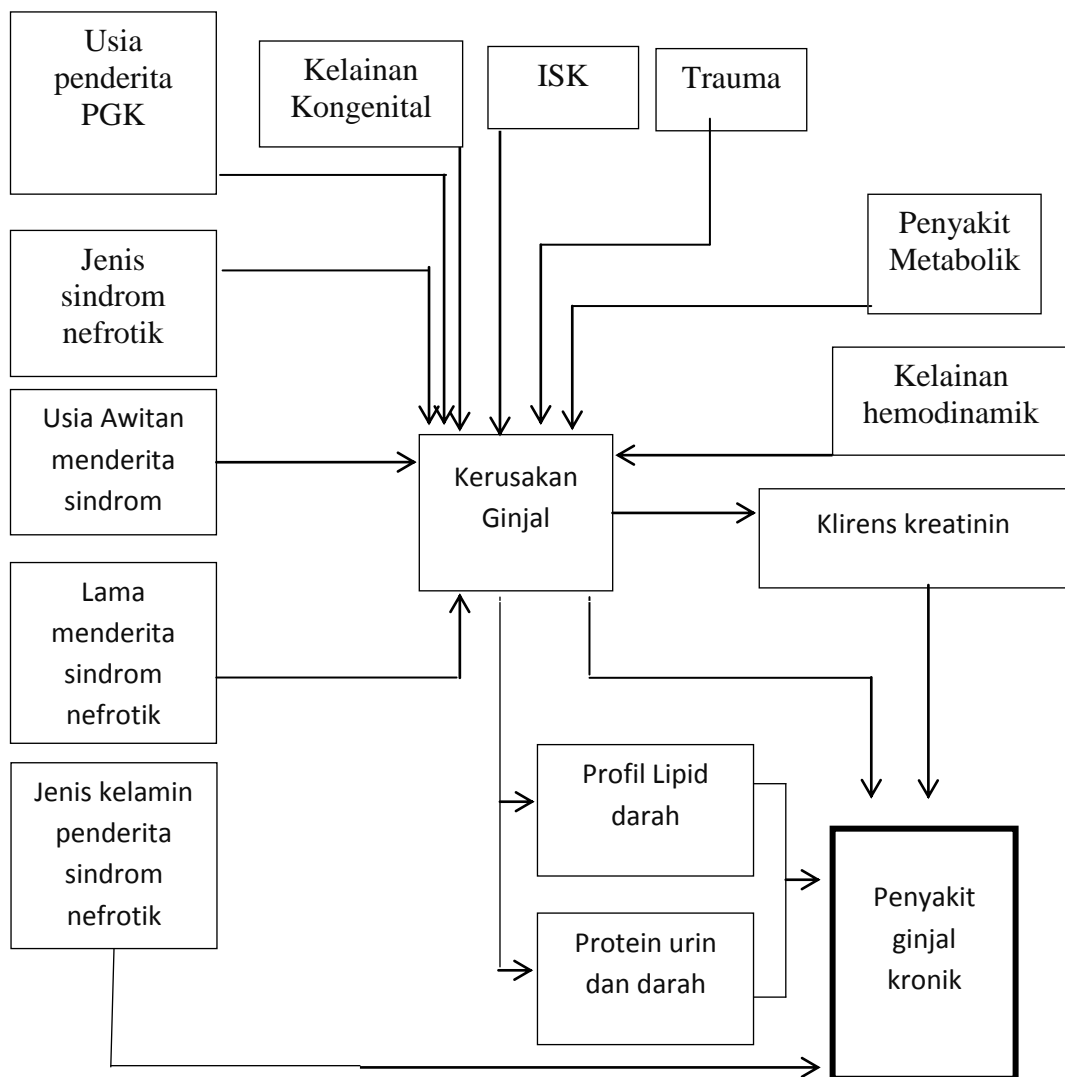 Usia
penderita
PGK
Kelainan
Kongenital
ISK
Trauma
Penyakit
Metabolik
Jenis
sindrom
nefrotik
Kelainan
hemodinamik
Usia Awitan
menderita
sindrom
Kerusakan
Ginjal
Klirens kreatinin
Lama
menderita
sindrom
nefrotik
Profil Lipid
darah
Jenis kelamin
penderita
sindrom
nefrotik
Protein urin
dan darah
Penyakit
ginjal
kronik